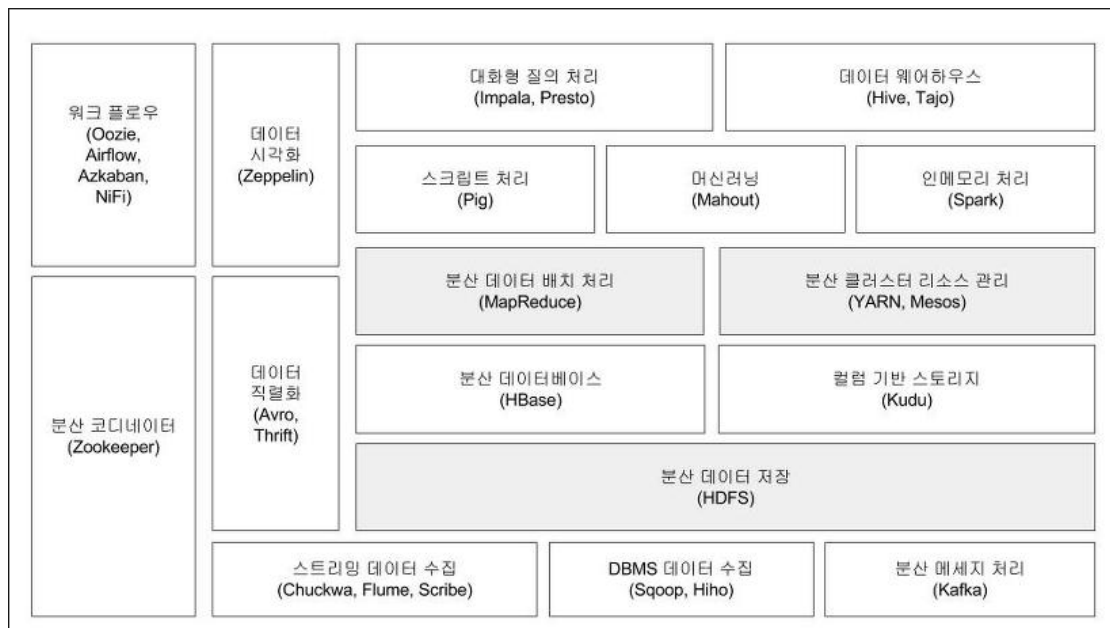 워크 플로우
(Oozie,
Airflow,
Azkaban,
NiFi)
데이터
시각화
(Zeppelin)
대화형 질의 처리
(Impala, Presto)
데이터 웨어하우스
(Hive, Tajo)
스크립트 처리
(Pig)
머신러닝
(Mahout)
인메모리 처리
(Spark)
분산 데이터 배치 처리
(MapReduce)
분산 클러스터 리소스 관리
(YARN, Mesos)
분산 코디네이터
(Zookeeper)
데이터
직렬화
(Avro,
Thrift)
분산 데이터베이스
(HBase)
컬럼 기반 스토리지
(Kudu)
분산 데이터 저장
(HDFS)
스트리밍 데이터 수집
(Chuckwa, Flume, Scribe)
DBMS 데이터 수집
(Sqoop, Hiho)
분산 메세지 처리
(Kafka)